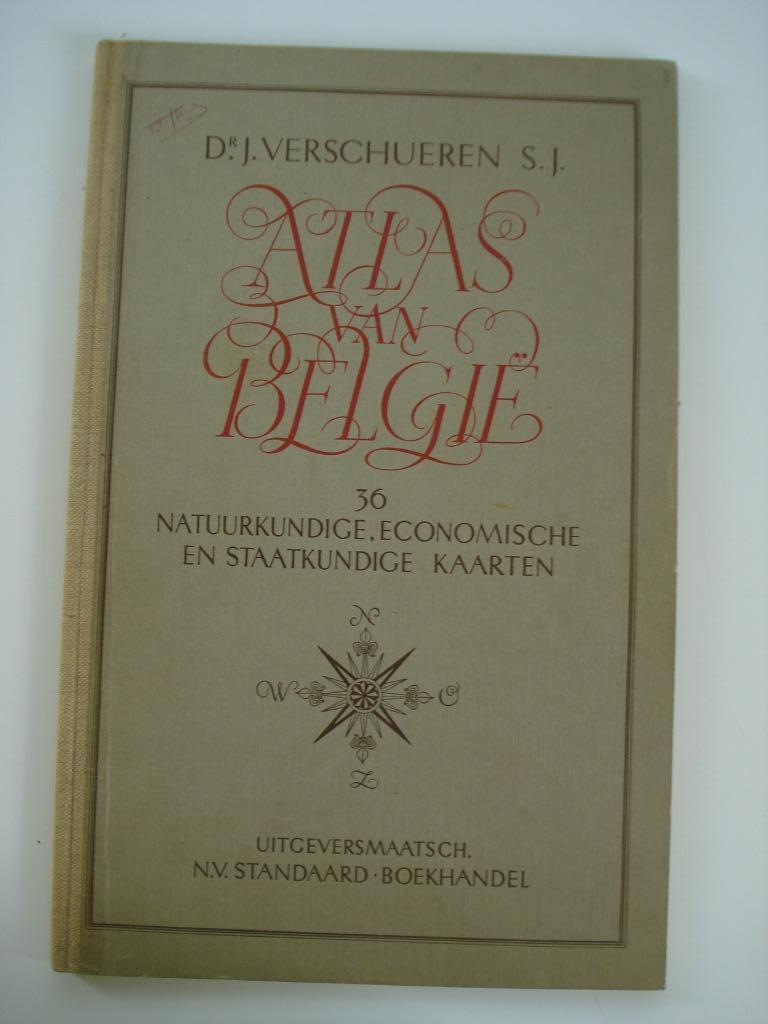 DR. J. VERSCHUEREN S.J.
ATLAS
VAN
BELGIË
36
NATUURKUNDIGE, ECONOMISCHE
EN STAATKUNDIGE KAARTEN
N
W O
Z
UITGEVERSMAATSCH.
N.V. STANDAARD · BOEKHANDEL